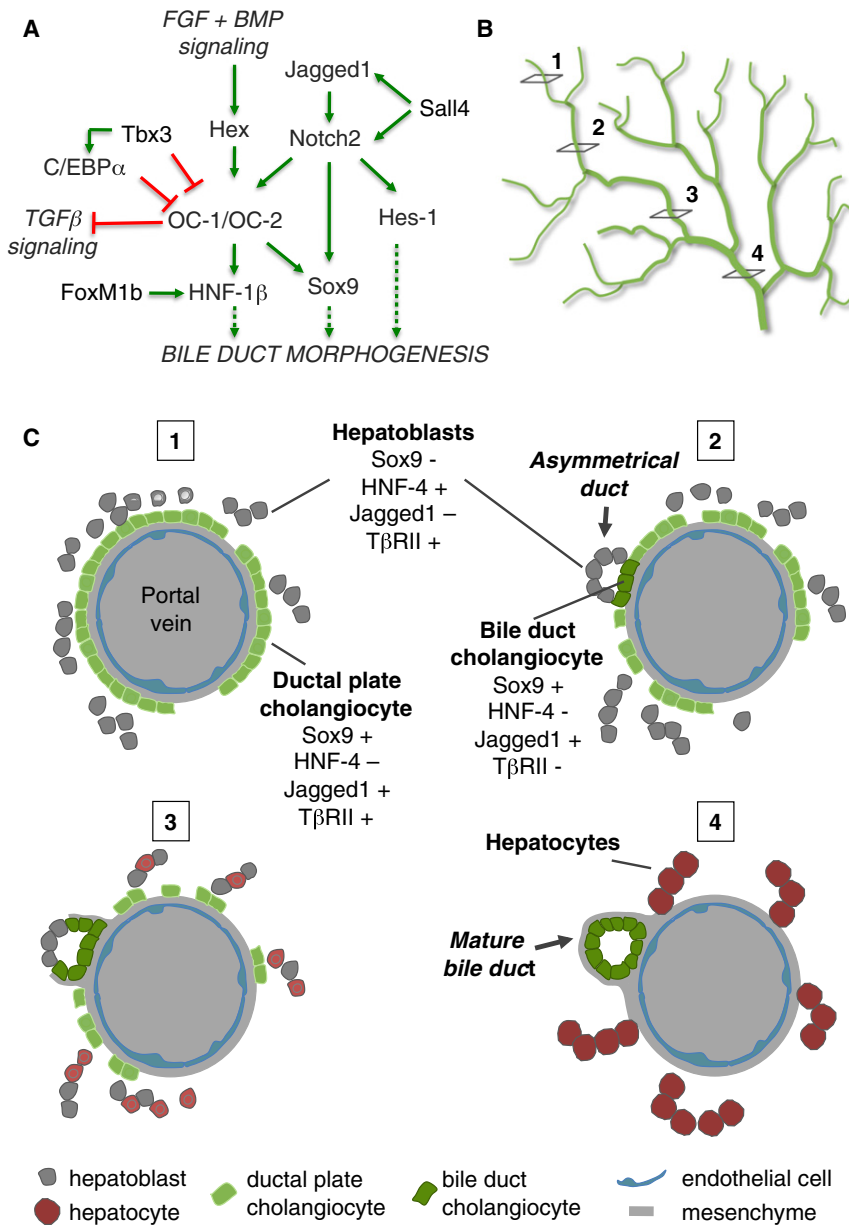 A
FGF + BMP
signaling
Jagged1
Sall4
Tbx3
Hex
Notch2
C/EBPα
TGFβ
signaling
OC-1/OC-2
Hes-1
FoxM1b
HNF-1β
Sox9
BILE DUCT MORPHOGENESIS
B
1
2
3
4
C
1
Hepatoblasts
Sox9 -
HNF-4 +
Jagged1 –
TβRII +
2
Asymmetrical
duct
Portal
vein
Ductal plate
cholangiocyte
Sox9 +
HNF-4 –
Jagged1 +
TβRII +
Bile duct
cholangiocyte
Sox9 +
HNF-4 -
Jagged1 +
TβRII -
3
4
Hepatocytes
Mature
bile duct
hepatoblast
hepatocyte
ductal plate
cholangiocyte
bile duct
cholangiocyte
endothelial cell
mesenchyme